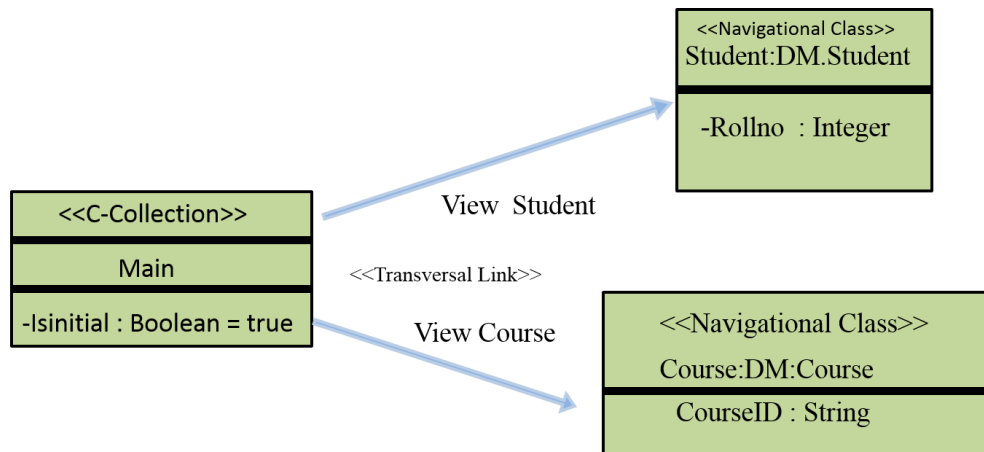 <<Navigational Class>>
Student:DM.Student
-Rollno : Integer
View Student
<<C-Collection>>
Main
-Isinitial : Boolean = true
<<Transversal Link>>
View Course
<<Navigational Class>>
Course:DM:Course
CourseID : String